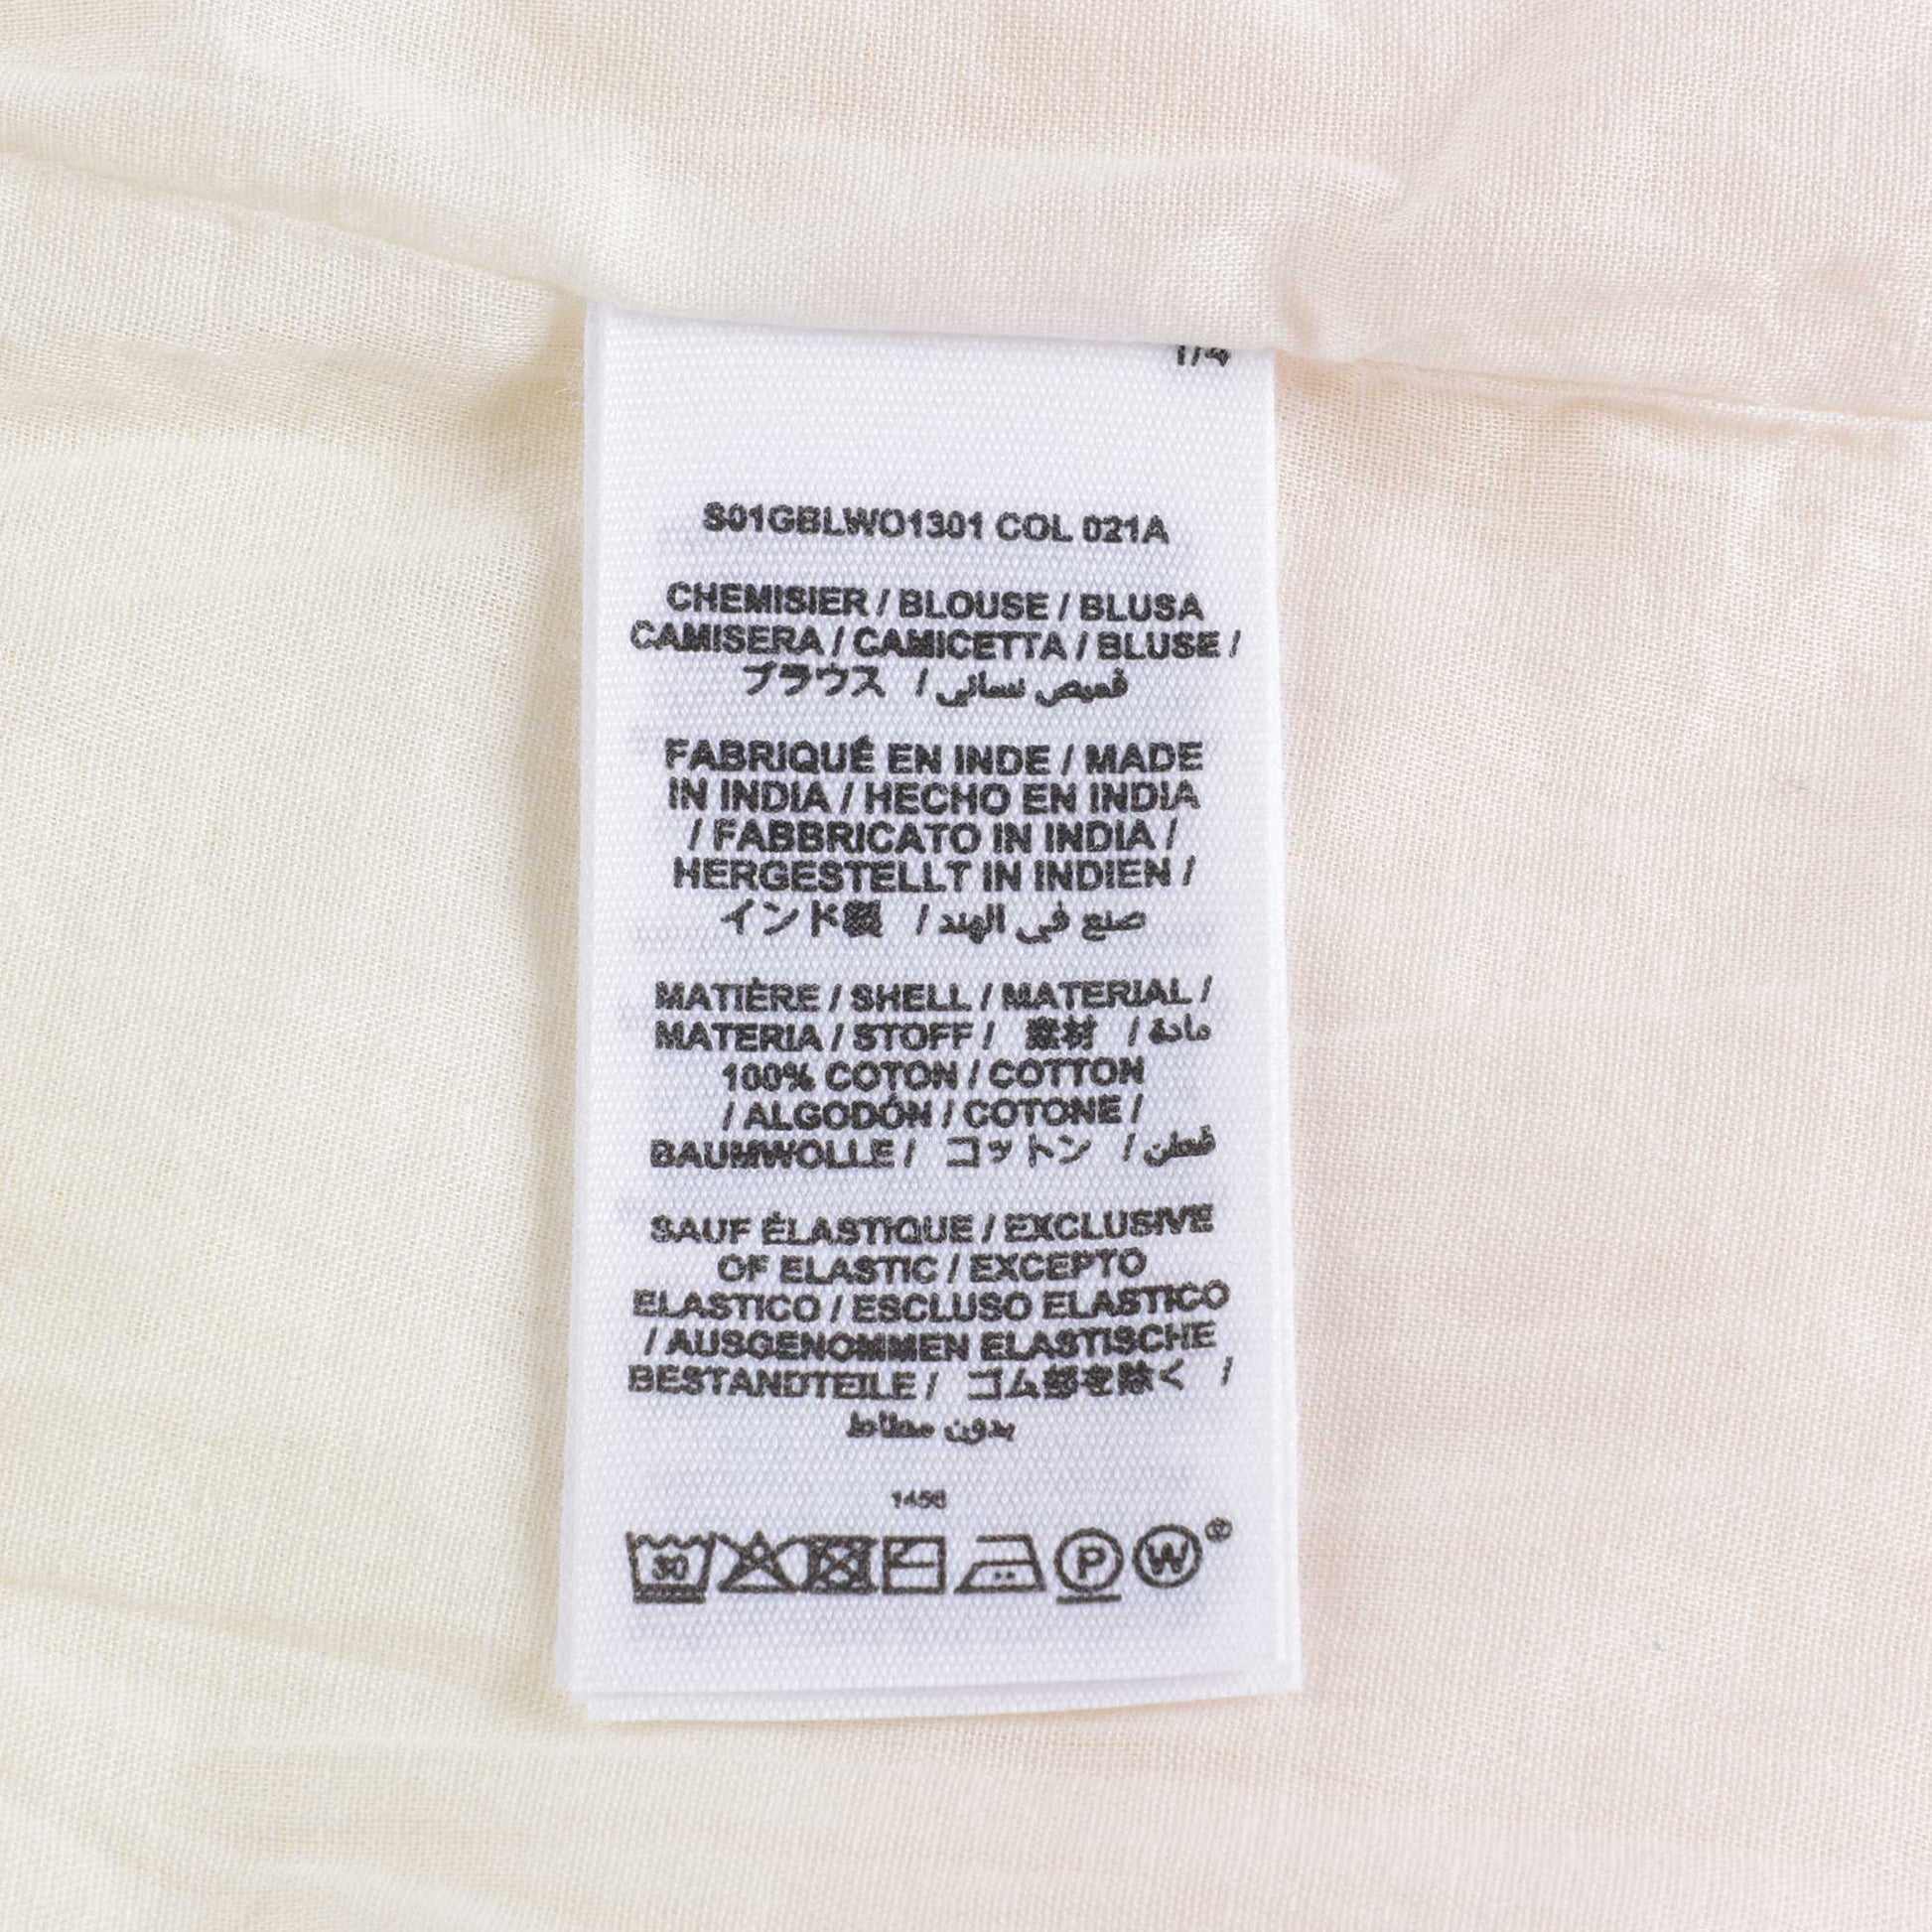 1/4
S01GBLWO1301 COL 021A
CHEMISIER / BLOUSE / BLUSA
CAMISERA / CAMICETTA / BLUSE /
ブラウス / قميص نسائي
FABRIQUÉ EN INDE / MADE
IN INDIA / HECHO EN INDIA
/ FABBRICATO IN INDIA /
HERGESTELLT IN INDIEN /
インド製 / صنع في الهند
MATIÈRE / SHELL / MATERIAL /
MATERIA / STOFF / 素材 / مادة
100% COTON / COTTON
/ ALGODÓN / COTONE /
BAUMWOLLE / コットン / قطن
SAUF ÉLASTIQUE / EXCLUSIVE
OF ELASTIC / EXCEPTO
ELASTICO / ESCLUSO ELASTICO
/ AUSGENOMMEN ELASTISCHE
BESTANDTEILE / ゴム部を除く /
بدون مطاط
1456
30 P W ®